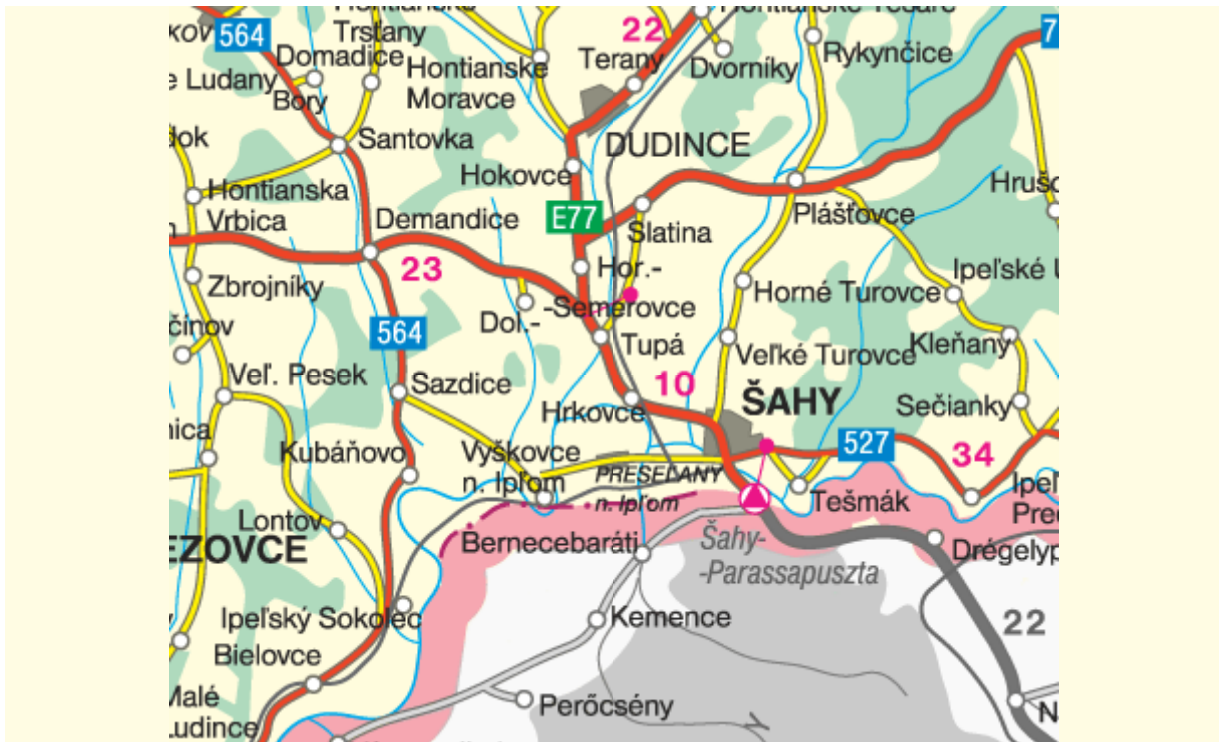 564
22
7
Trsťany
Domadice
Hontianske
Moravce
Terany
Dvorníky
Rykynčice
Ludany
Bory
Santovka
DUDINCE
Hokovce
Hontianska
Vrbica
Demandice
E77
Slatina
Plášťovce
23
Hor.-
-Semerovce
Dol.-
Zbrojníky
Horné Turovce
Ipeľské
564
Tupá
Veľké Turovce
Kleňany
Veľ. Pesek
Sazdice
10
ŠAHY
Sečianky
Hrkovce
Kubáňovo
Vyškovce
n. Ipľom
PRESEĽANY
n. Ipľom
527
34
Tešmák
Lontov
Bernecebaráti
Šahy-
-Parassapuszta
Ipeľský Sokolec
Kemence
22
Bielovce
Perőcsény
Malé